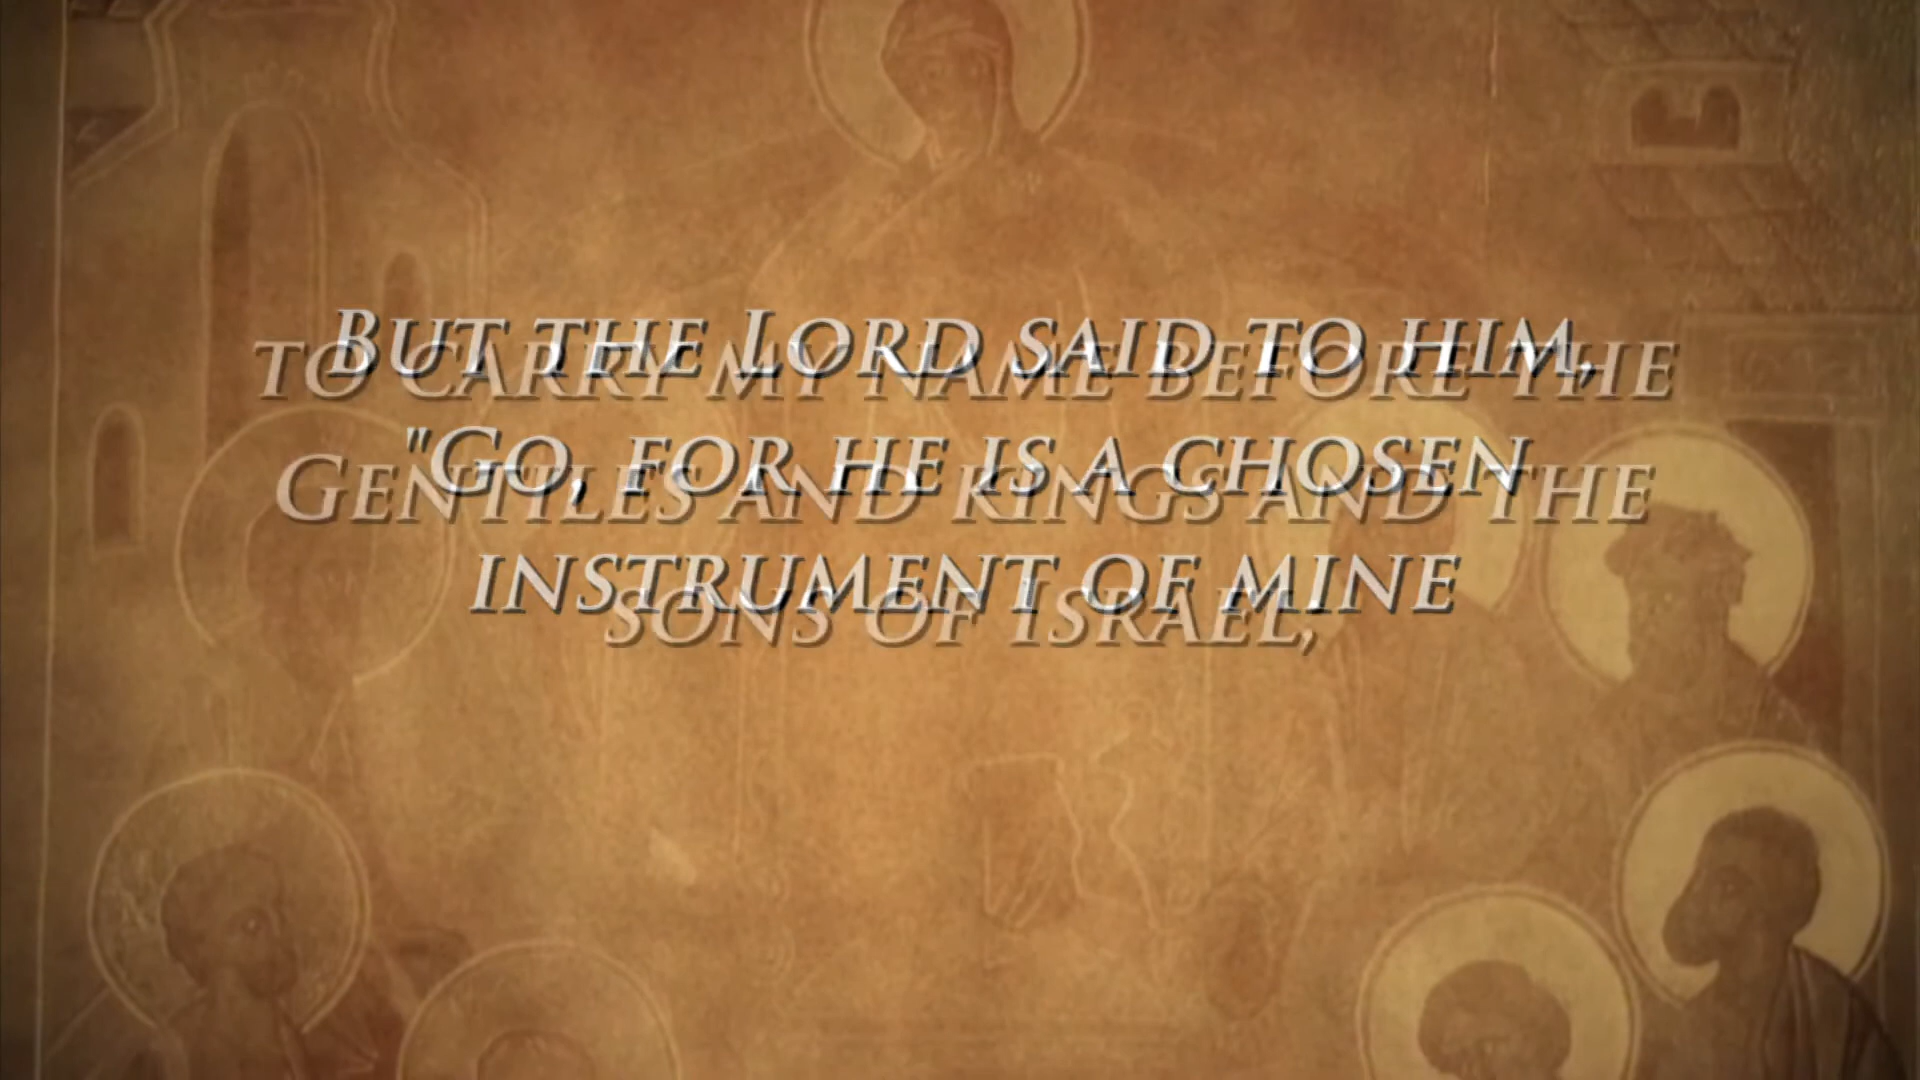 But the Lord said to him,
"Go, for he is a chosen
instrument of mine
to carry my name before the
Gentiles and kings and the
sons of Israel,